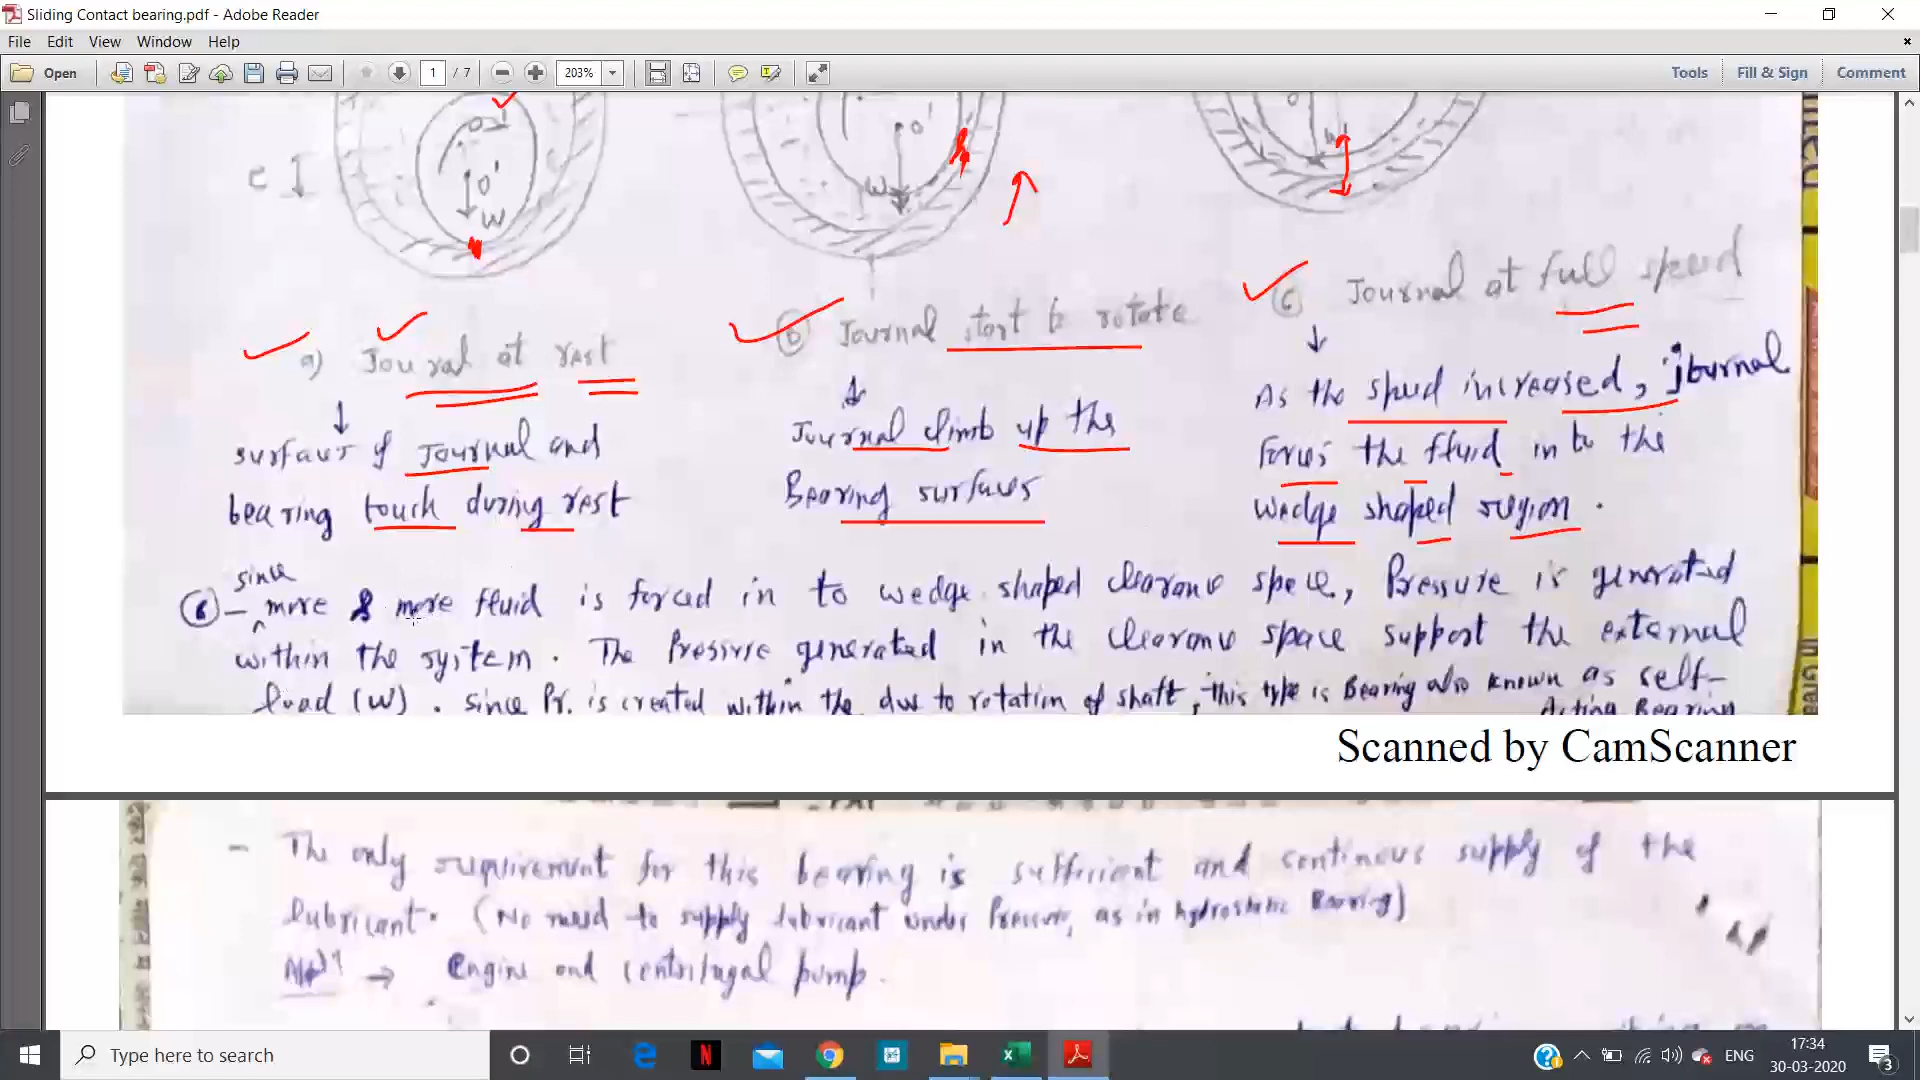 Sliding Contact bearing.pdf - Adobe Reader
File Edit View Window Help
Open 1 / 7 203% Tools Fill & Sign Comment
e
O
O'
W
O'
W
a) Joural at rest
surfaces of Journal and
bearing touch during rest
(b) Journal start to rotate
Journal climb up the
Bearing surfaces
(c) Journal at full speed
As the speed increased, journal
Forces the fluid in to the
wedge shaped region.
since
(6) – more & more fluid is forced in to wedge shaped clearance space, Pressure is generated
within the system. The Pressure generated in the clearance space support the external
load (W). since Pr. is created within the due to rotation of shaft, this type is Bearing also known as self-
Acting Bearing
Scanned by CamScanner
- The only requirement for this bearing is sufficient and continous supply of the
lubricant. (No need to supply lubricant under Pressure, as in hydrostatic Bearing)
→ Engine and centrifugal pump.
Type here to search
ENG
17:34
30-03-2020
3